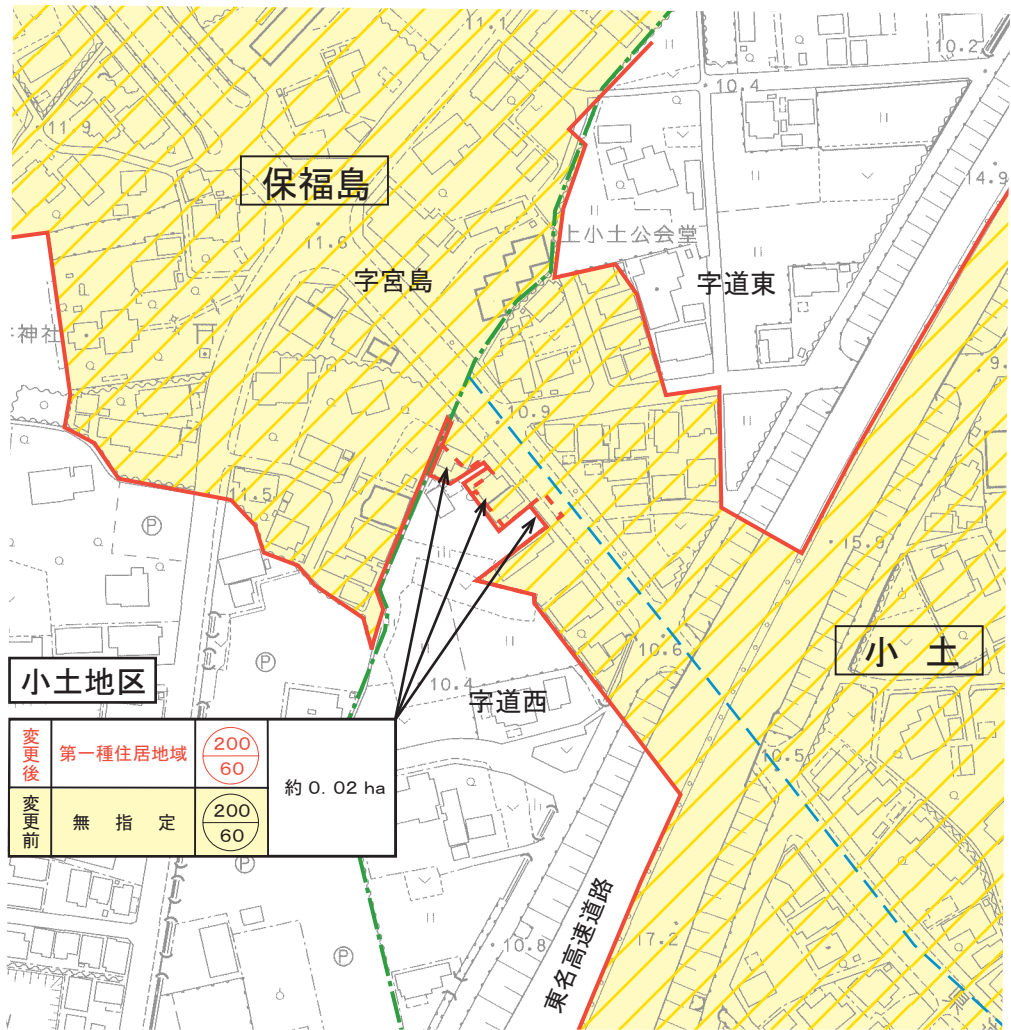 11.1
10.2
10.4
11.9
保福島
14.9
11.6
上小土公会堂
字宮島
字道東
神社
9.
10.9
1.5
P
15.9
小土
10.6
P
小土地区
10.4
字道西
変更後
第一種住居地域
200
60
約 0. 02 ha
変更前
無指定
200
60
10.5
P
10.8
P
17.2
東名高速道路